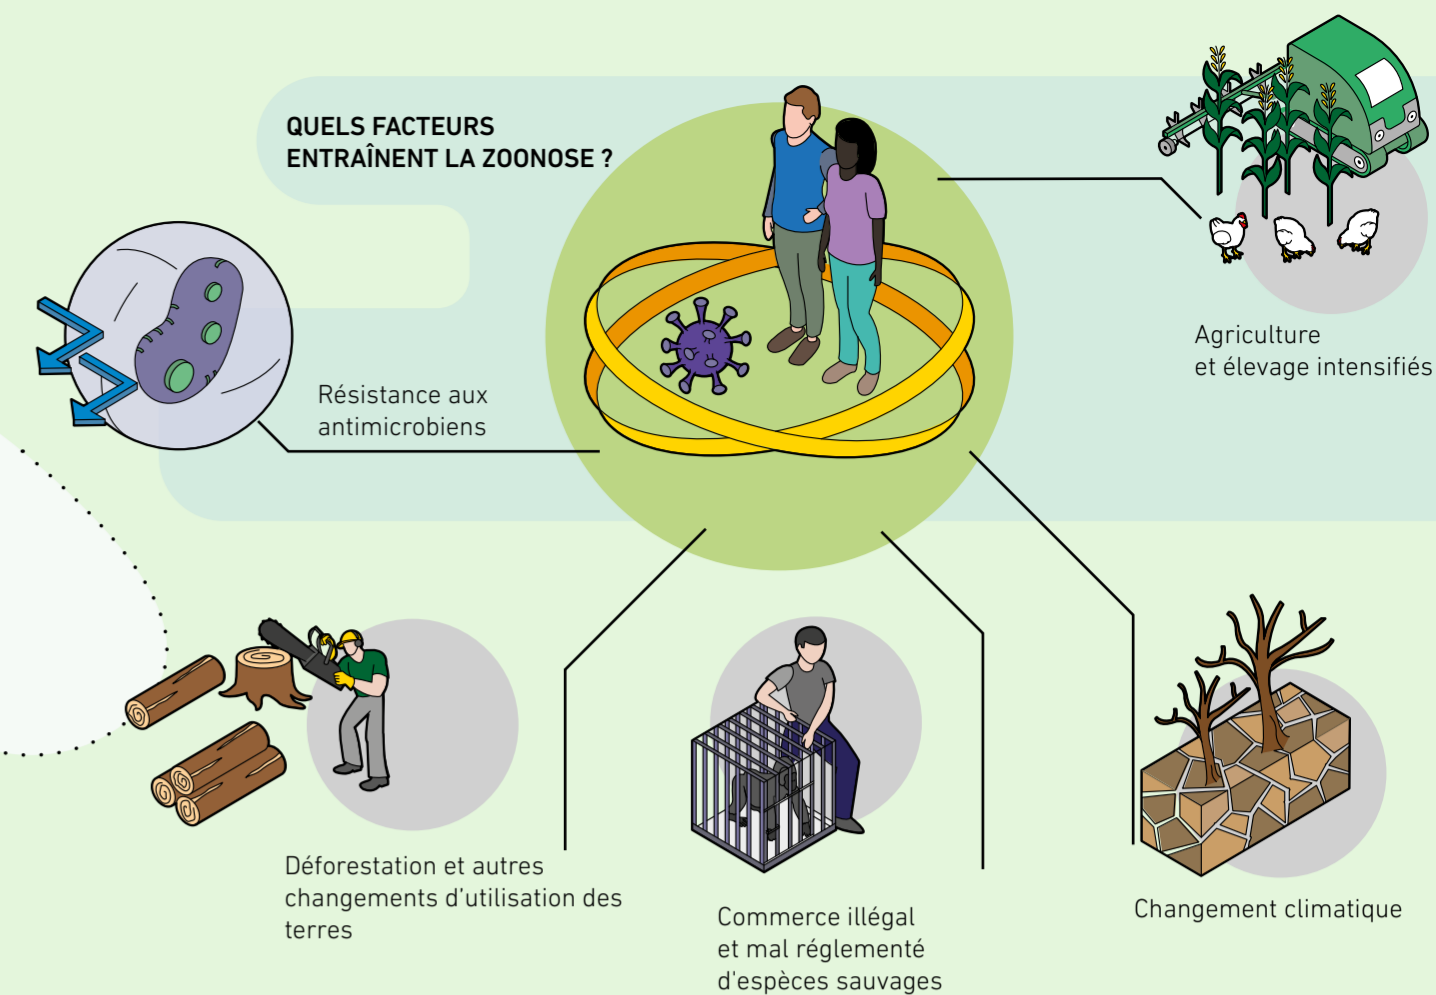 QUELS FACTEURS
ENTRAÎNENT LA ZOONOSE ?
Agriculture
et élevage intensifiés
Résistance aux
antimicrobiens
Déforestation et autres
changements d'utilisation des
terres
Commerce illégal
et mal réglementé
d'espèces sauvages
Changement climatique